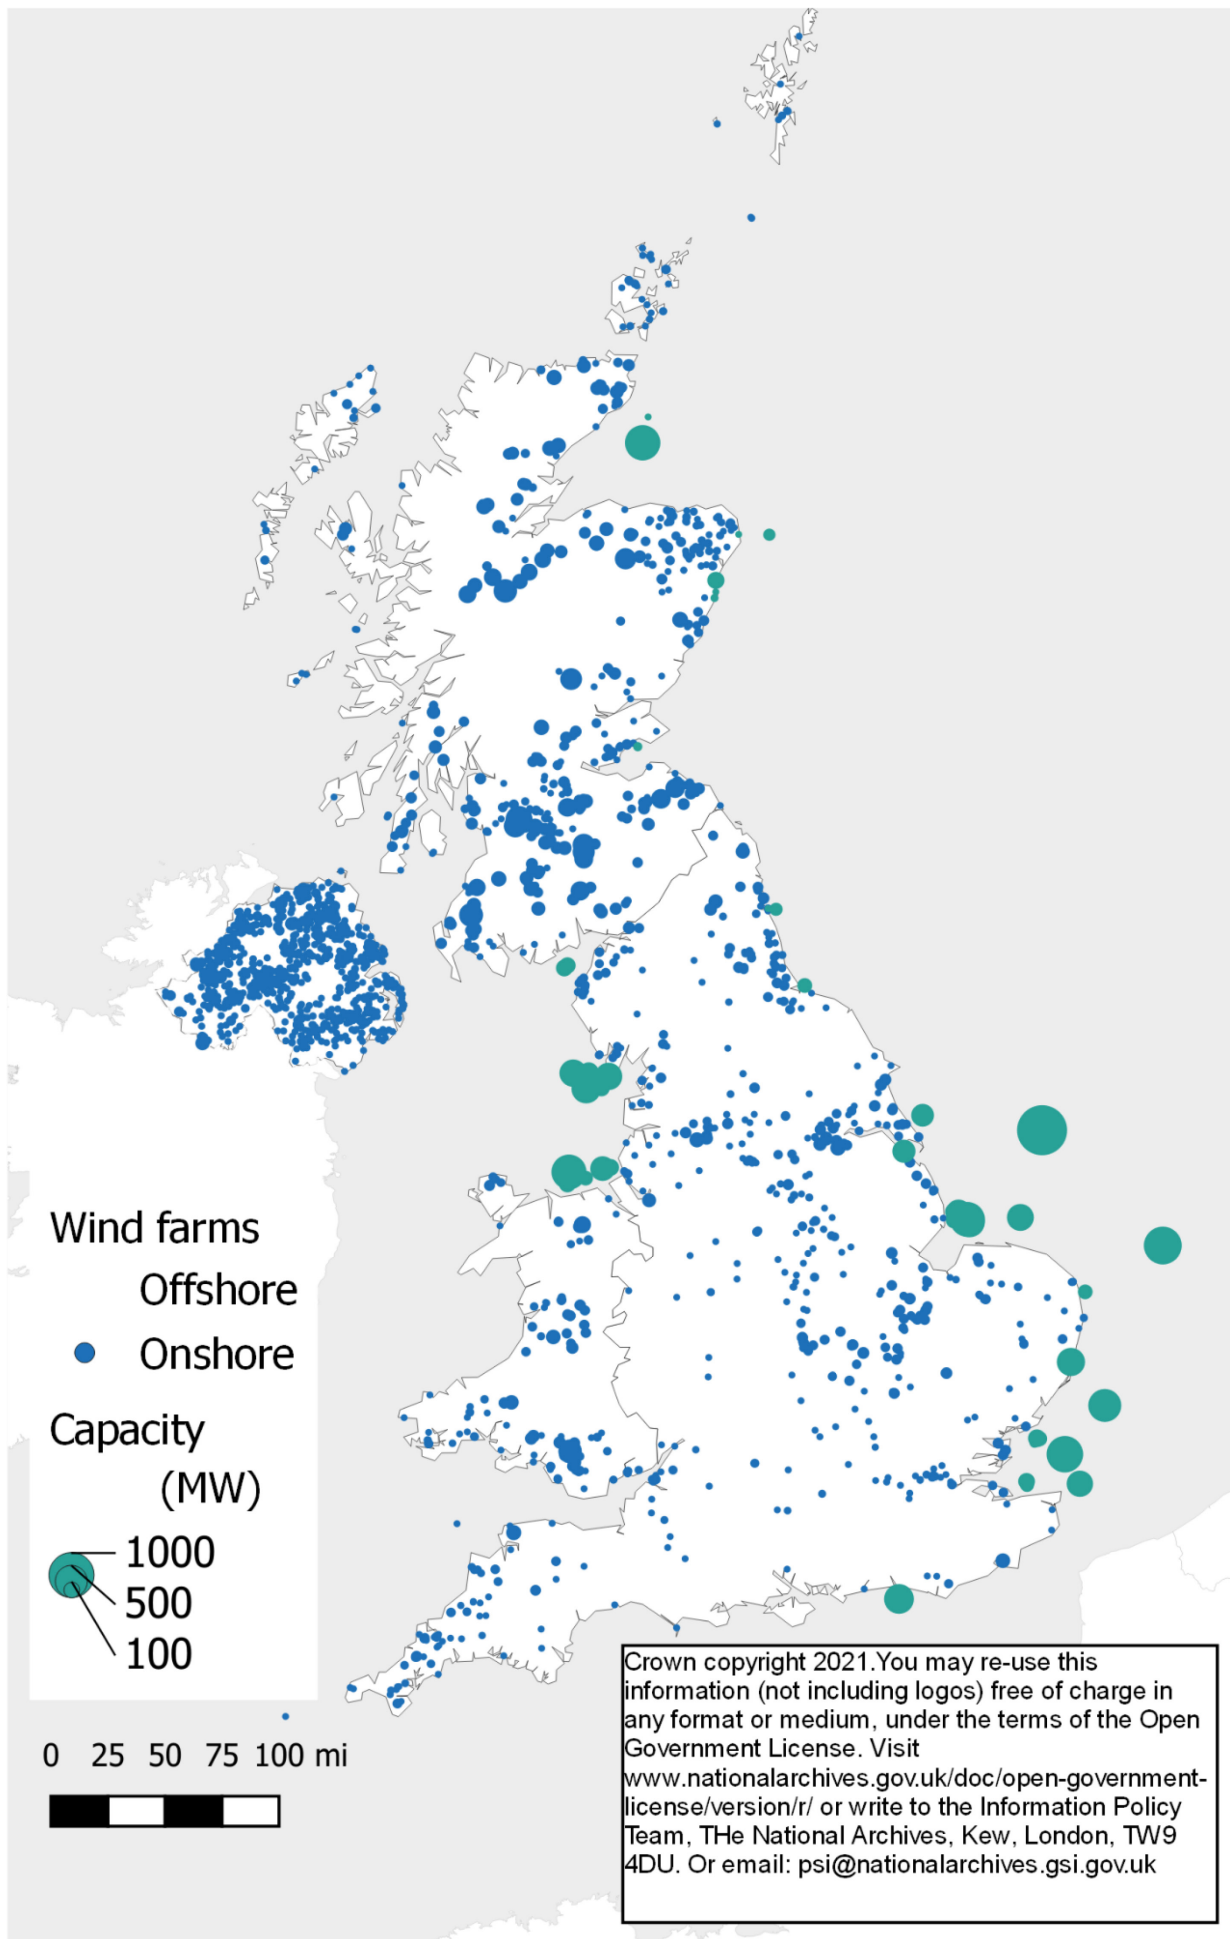 Wind farms
Offshore
Onshore
Capacity
(MW)
1000
500
100
0 25 50 75 100 mi
Crown copyright 2021.You may re-use this
information (not including logos) free of charge in
any format or medium, under the terms of the Open
Government License. Visit
www.nationalarchives.gov.uk/doc/open-government-
license/version/r/ or write to the Information Policy
Team, THe National Archives, Kew, London, TW9
4DU. Or email: psi@nationalarchives.gsi.gov.uk